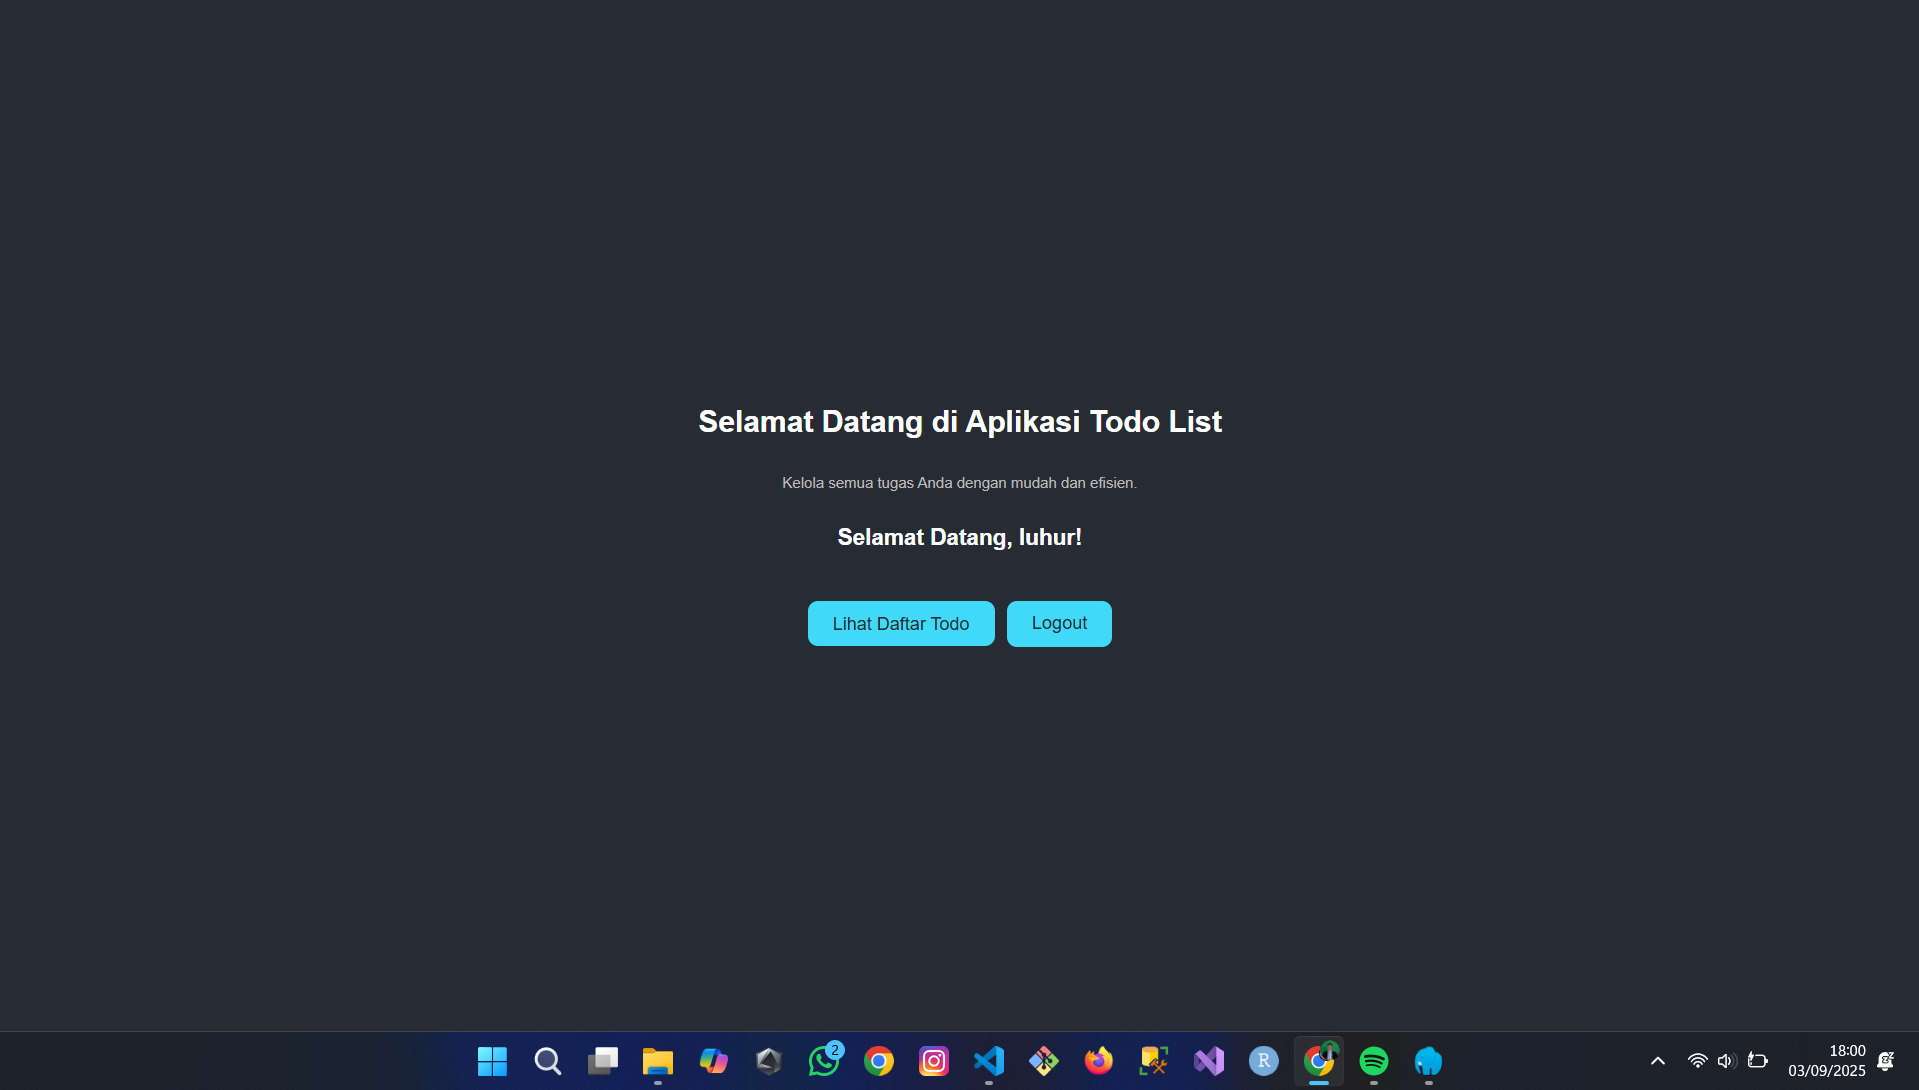 Selamat Datang di Aplikasi Todo List
Kelola semua tugas Anda dengan mudah dan efisien.
Selamat Datang, luhur!
Lihat Daftar Todo
Logout
2
R
18:00
03/09/2025